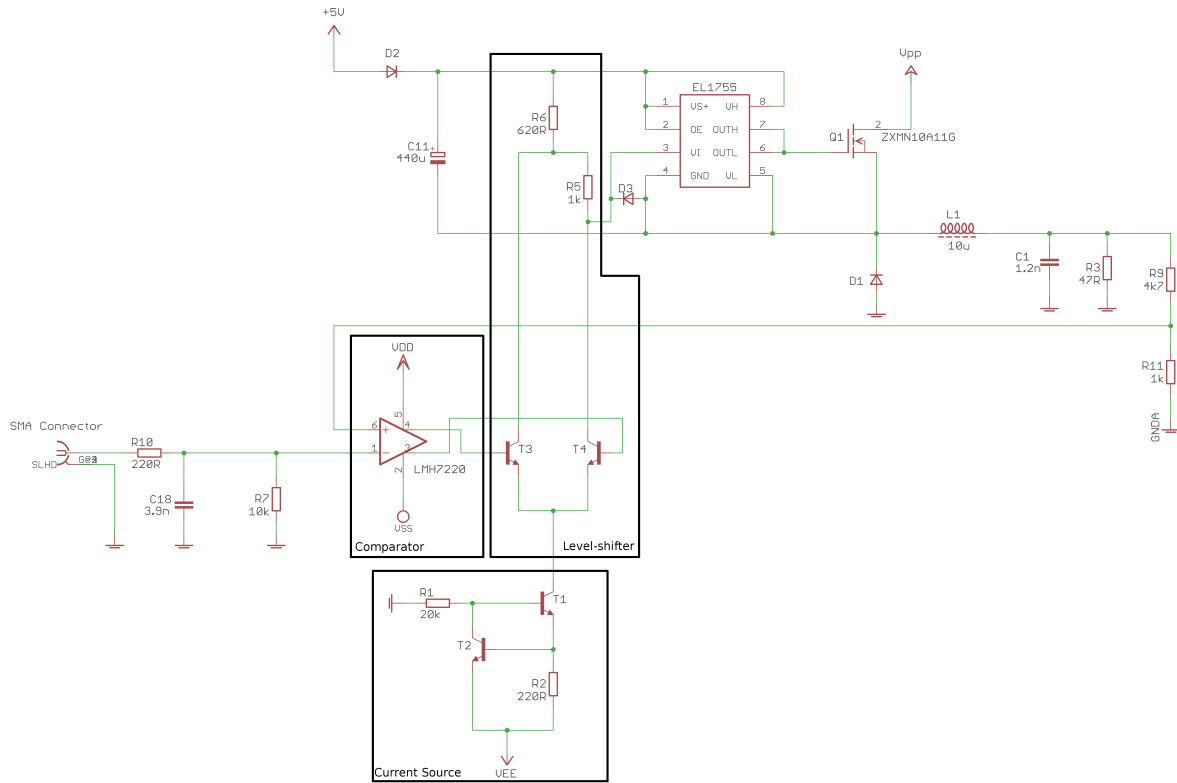 +5V
D2
Vpp
EL1755
1 VS+ VH 8
2 OE OUTH 7
3 VI OUTL 6
4 GND VL 5
R6
620R
C11 +
440u
Q1
2
ZXMN10A11G
R5
1k
D3
L1
10u
D1
C1
1.2n
R3
47R
R9
4k7
R11
1k
GNDA
VDD
5
6 + 4
1 - 3
2
LMH7220
VSS
Comparator
T3
T4
Level-shifter
SMA Connector
SLHD
R10
220R
C18
3.9n
R7
10k
R1
20k
T1
T2
R2
220R
VEE
Current Source